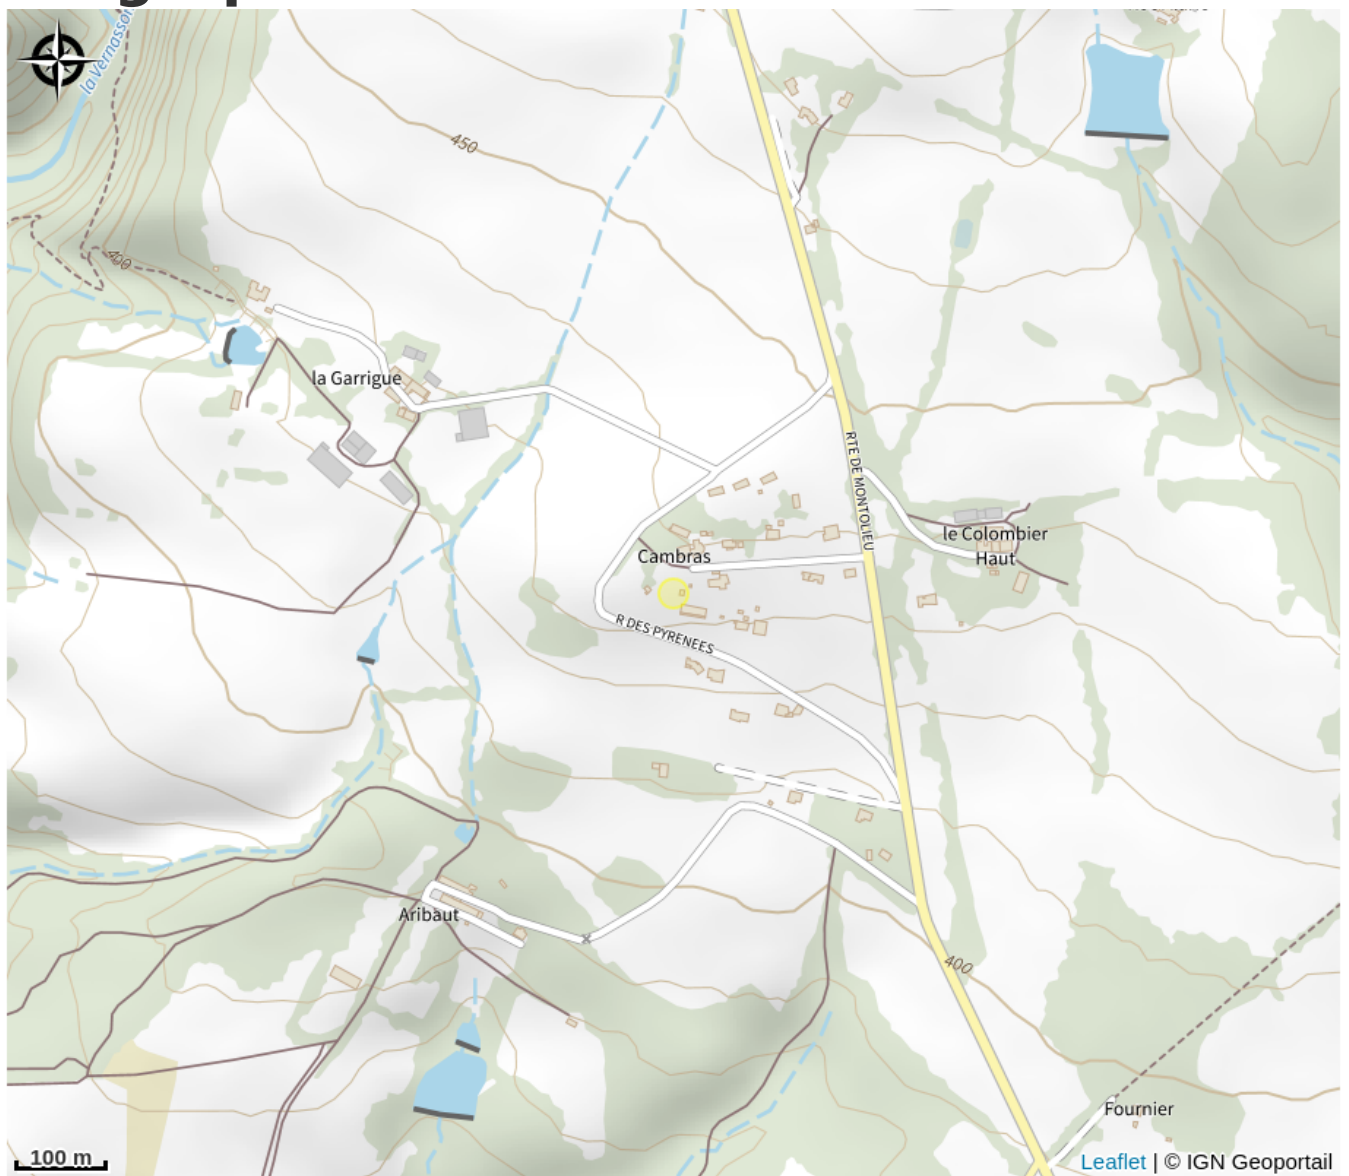 la Vernasson
450
400
la Garrigue
RTE DE MONTOLIEU
le Colombier
Haut
Cambras
R DES PYRENEES
Aribaut
400
Fournier
100 m
Leaflet | © IGN Geoportail